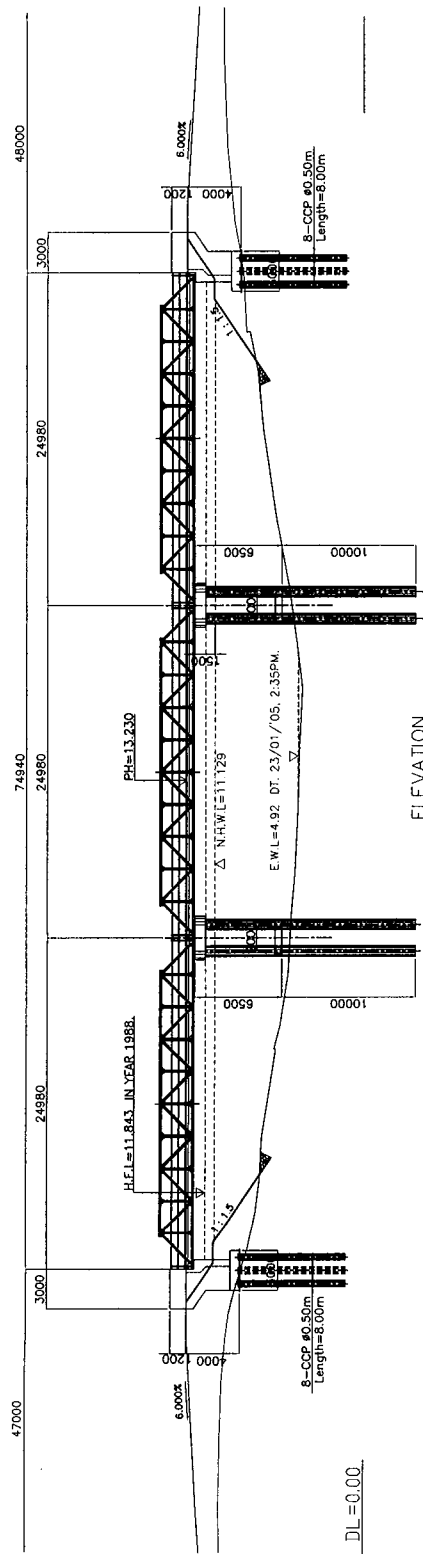 47000
3000
74940
24980
24980
24980
3000
48000
6.000%
1200
4000
H.F.L=11.843 IN YEAR 1988
PH=13.230
1500
6.000%
1200
4000
1:1.5
1:1.5
N.H.W.L=11.129
E.W.L=4.92 DT. 23/01/'05, 2:35PM.
6500
10000
6500
10000
8-CCP ø0.50m
Length=8.00m
8-CCP ø0.50m
Length=8.00m
DL=0.00
ELEVATION